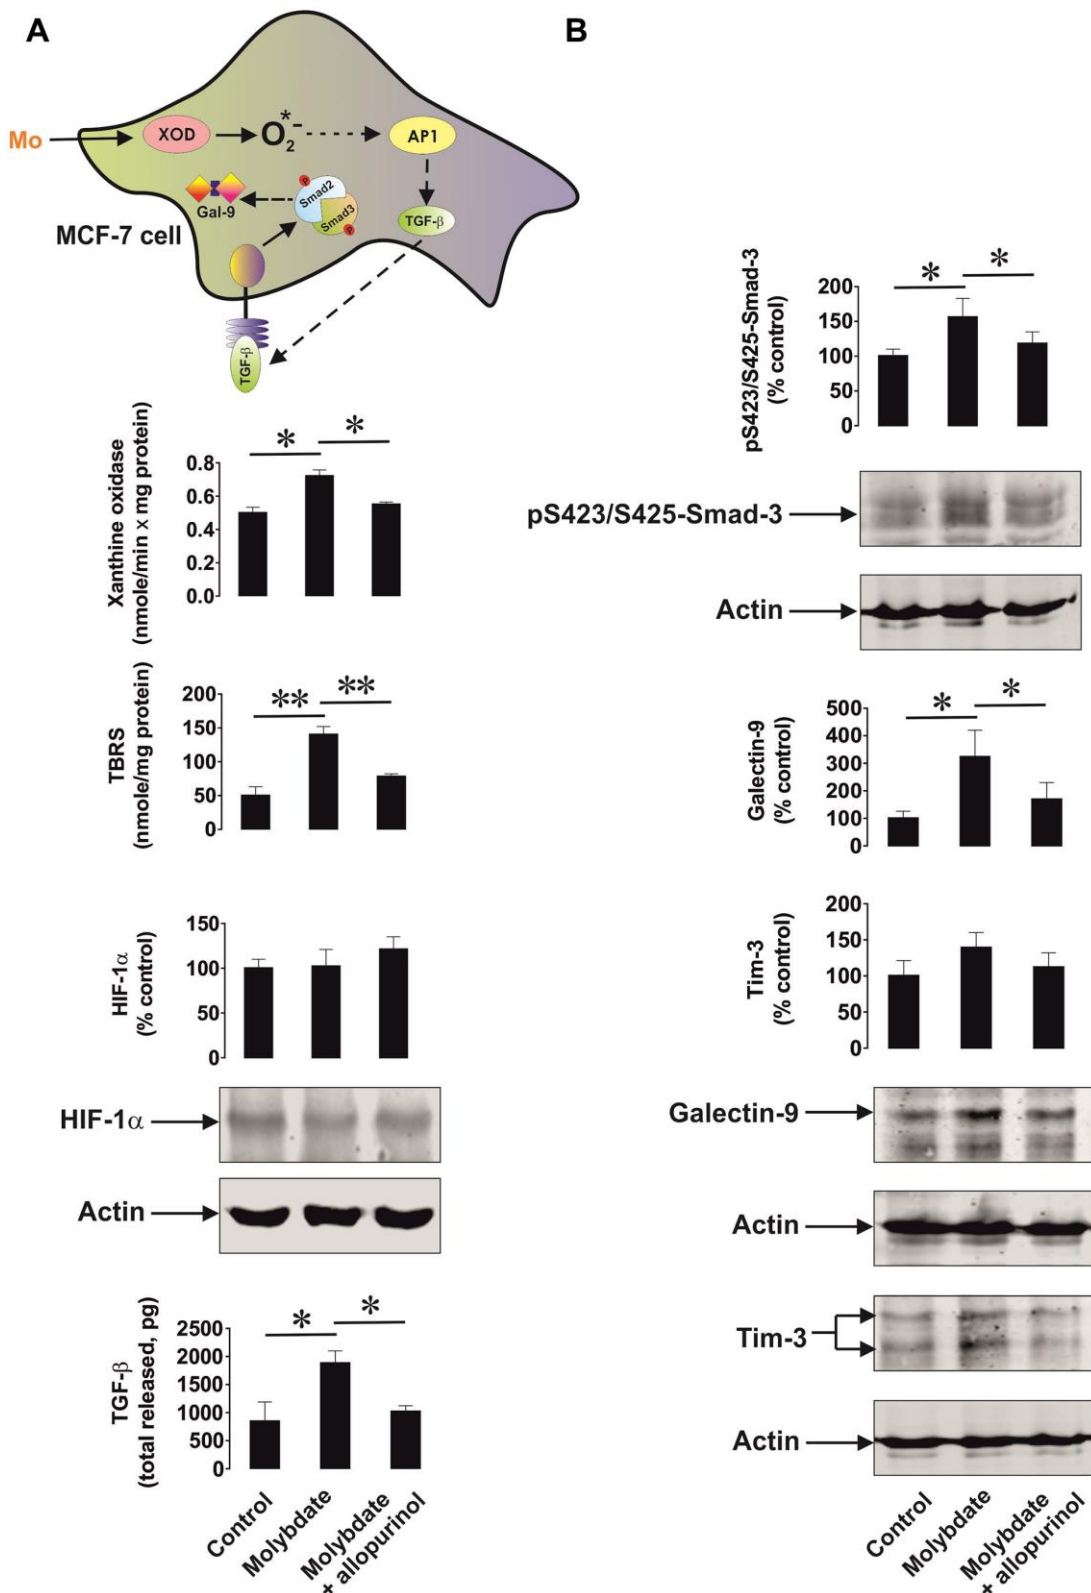 A
Mo
XOD
O2*-
AP1
P
Smad2
Smad3
P
Gal-9
TGF-β
MCF-7 cell
TGF-β
Xanthine oxidase
(nmole/min x mg protein)
0.8
0.6
0.4
0.2
0.0
*
*
TBRS
(nmole/mg protein)
200
150
100
50
0
**
**
HIF-1α
(% control)
150
100
50
0
HIF-1α
Actin
TGF-β
(total released, pg)
2500
2000
1500
1000
500
0
*
*
Control
Molybdate
Molybdate
+ allopurinol
B
pS423/S425-Smad-3
(% control)
200
150
100
50
0
*
*
pS423/S425-Smad-3
Actin
Galectin-9
(% control)
500
400
300
200
100
0
*
*
Tim-3
(% control)
200
150
100
50
0
Galectin-9
Actin
Tim-3
Actin
Control
Molybdate
Molybdate
+ allopurinol